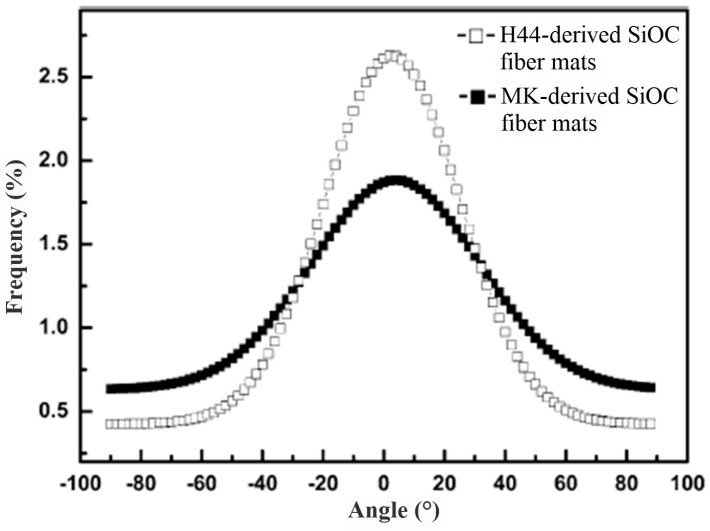 H44-derived SiOC
fiber mats
MK-derived SiOC
fiber mats
Frequency (%)
2.5
2.0
1.5
1.0
0.5
-100 -80 -60 -40 -20 0 20 40 60 80 100
Angle (°)